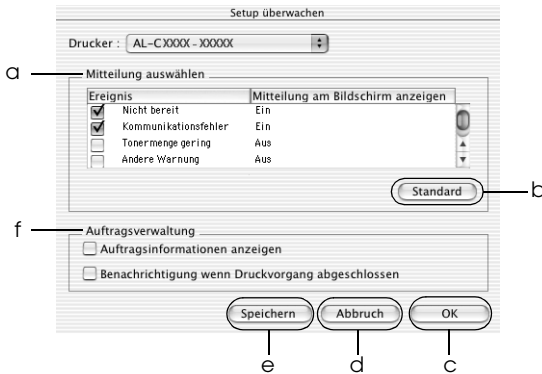 Setup überwachen
Drucker : AL-CXXXX - XXXXX
a Mitteilung auswählen
Ereignis Mitteilung am Bildschirm anzeigen
Nicht bereit Ein
Kommunikationsfehler Ein
Tonermenge gering Aus
Andere Warnung Aus
Standard b
f Auftragsverwaltung
Auftragsinformationen anzeigen
Benachrichtigung wenn Druckvorgang abgeschlossen
Speichern Abbruch OK
e d c